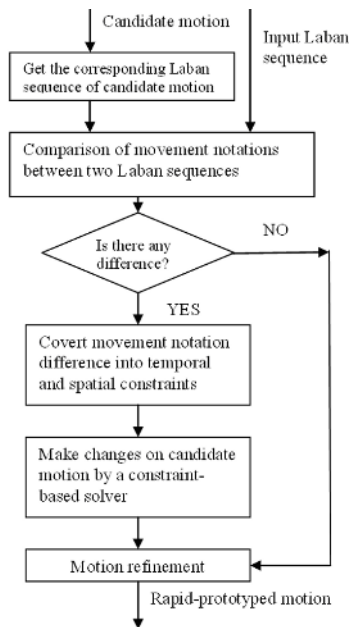 Candidate motion
Input Laban
sequence
Get the corresponding Laban
sequence of candidate motion
Comparison of movement notations
between two Laban sequences
Is there any
difference?
NO
YES
Covert movement notation
difference into temporal
and spatial constraints
Make changes on candidate
motion by a constraint-
based solver
Motion refinement
Rapid-prototyped motion